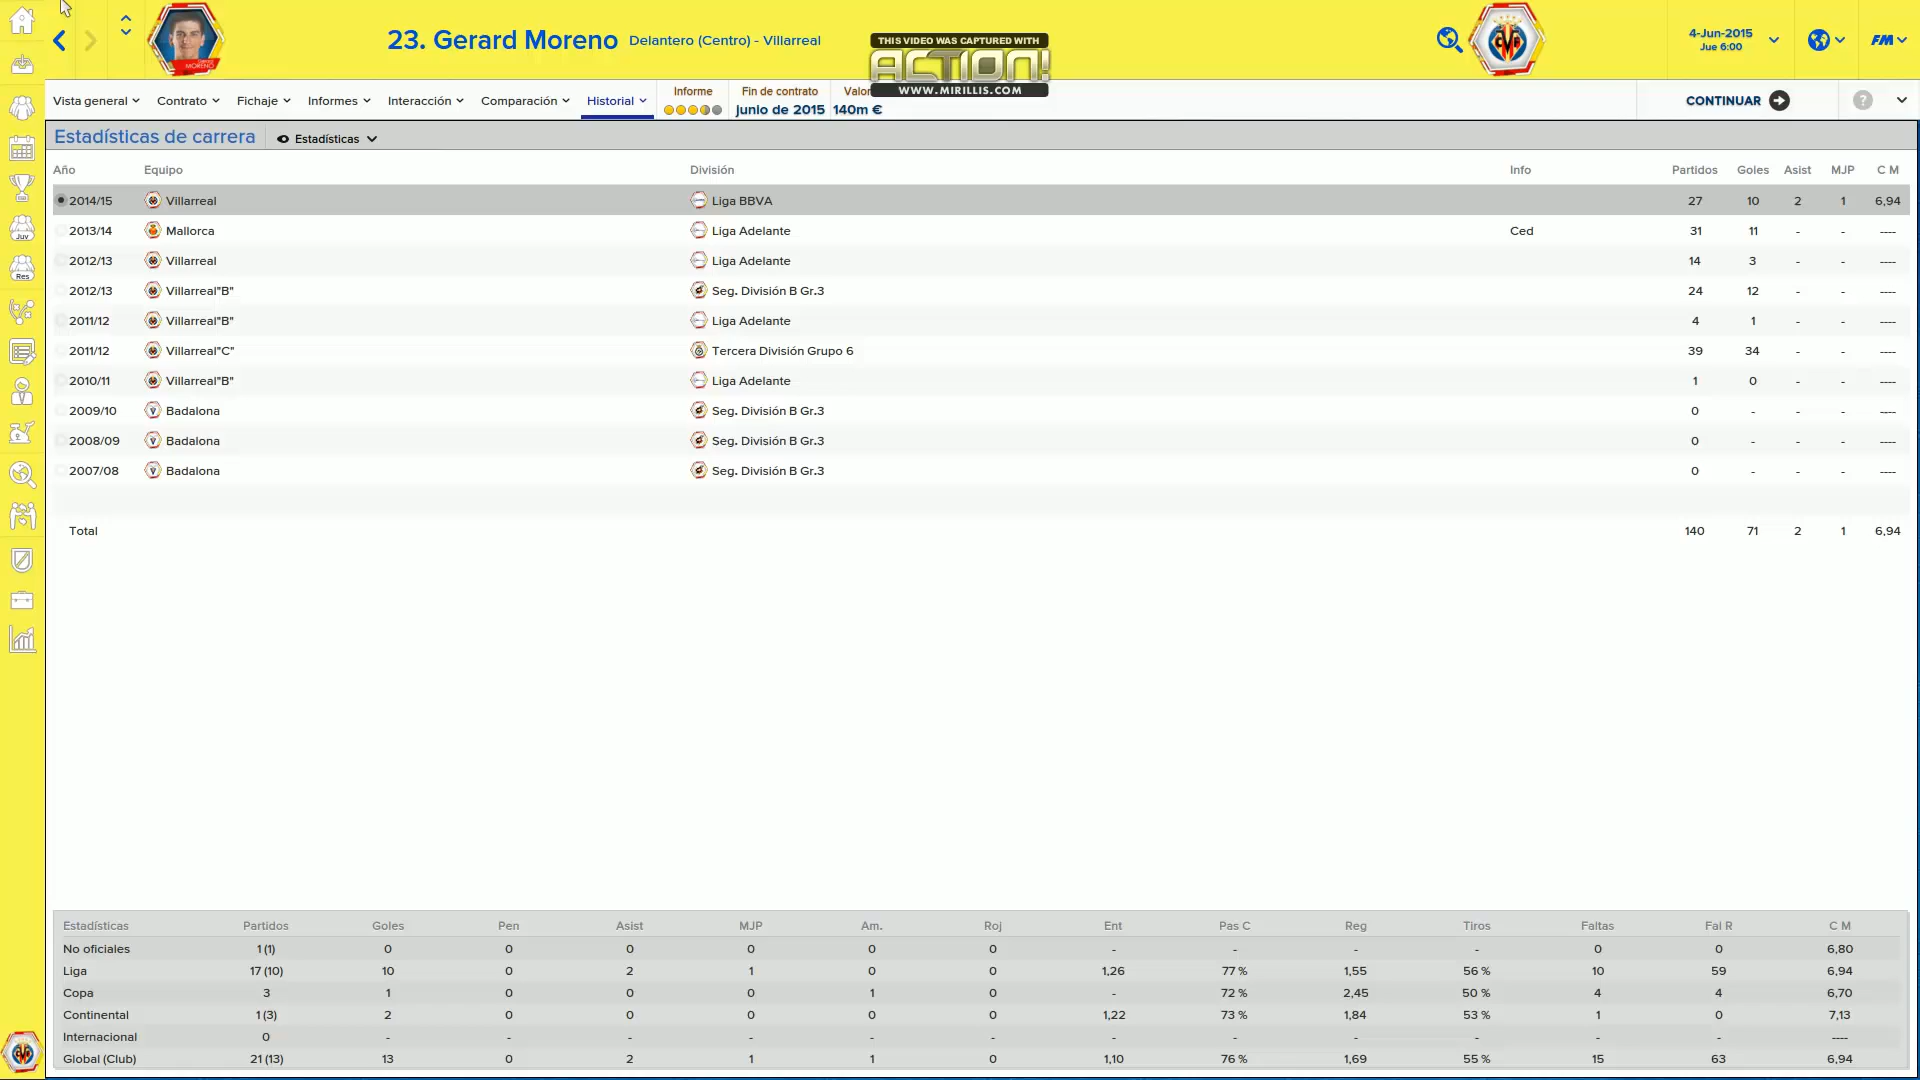 23. Gerard Moreno Delantero (Centro) - Villarreal
THIS VIDEO WAS CAPTURED WITH
ACTION!
WWW.MIRILLIS.COM
4-Jun-2015
Jue 6:00
FM
MORENO
Vista general Contrato Fichaje Informes Interacción Comparación Historial
Informe
Fin de contrato
junio de 2015
Valor
140m €
CONTINUAR
?
Estadísticas de carrera Estadísticas
Año Equipo División Info Partidos Goles Asist MJP C M
2014/15 Villarreal Liga BBVA 27 10 2 1 6,94
2013/14 Mallorca Liga Adelante Ced 31 11 - - ----
2012/13 Villarreal Liga Adelante 14 3 - - ----
2012/13 Villarreal"B" Seg. División B Gr.3 24 12 - - ----
2011/12 Villarreal"B" Liga Adelante 4 1 - - ----
2011/12 Villarreal"C" Tercera División Grupo 6 39 34 - - ----
2010/11 Villarreal"B" Liga Adelante 1 0 - - ----
2009/10 Badalona Seg. División B Gr.3 0 - - - ----
2008/09 Badalona Seg. División B Gr.3 0 - - - ----
2007/08 Badalona Seg. División B Gr.3 0 - - - ----
Total 140 71 2 1 6,94
Juv
Res
Estadísticas Partidos Goles Pen Asist MJP Am. Roj Ent Pas C Reg Tiros Faltas Fal R C M
No oficiales 1 (1) 0 0 0 0 0 0 - - - - 0 0 6,80
Liga 17 (10) 10 0 2 1 0 0 1,26 77 % 1,55 56 % 10 59 6,94
Copa 3 1 0 0 0 1 0 - 72 % 2,45 50 % 4 4 6,70
Continental 1 (3) 2 0 0 0 0 0 1,22 73 % 1,84 53 % 1 0 7,13
Internacional 0 - - - - - - - - - - - - ----
Global (Club) 21 (13) 13 0 2 1 1 0 1,10 76 % 1,69 55 % 15 63 6,94